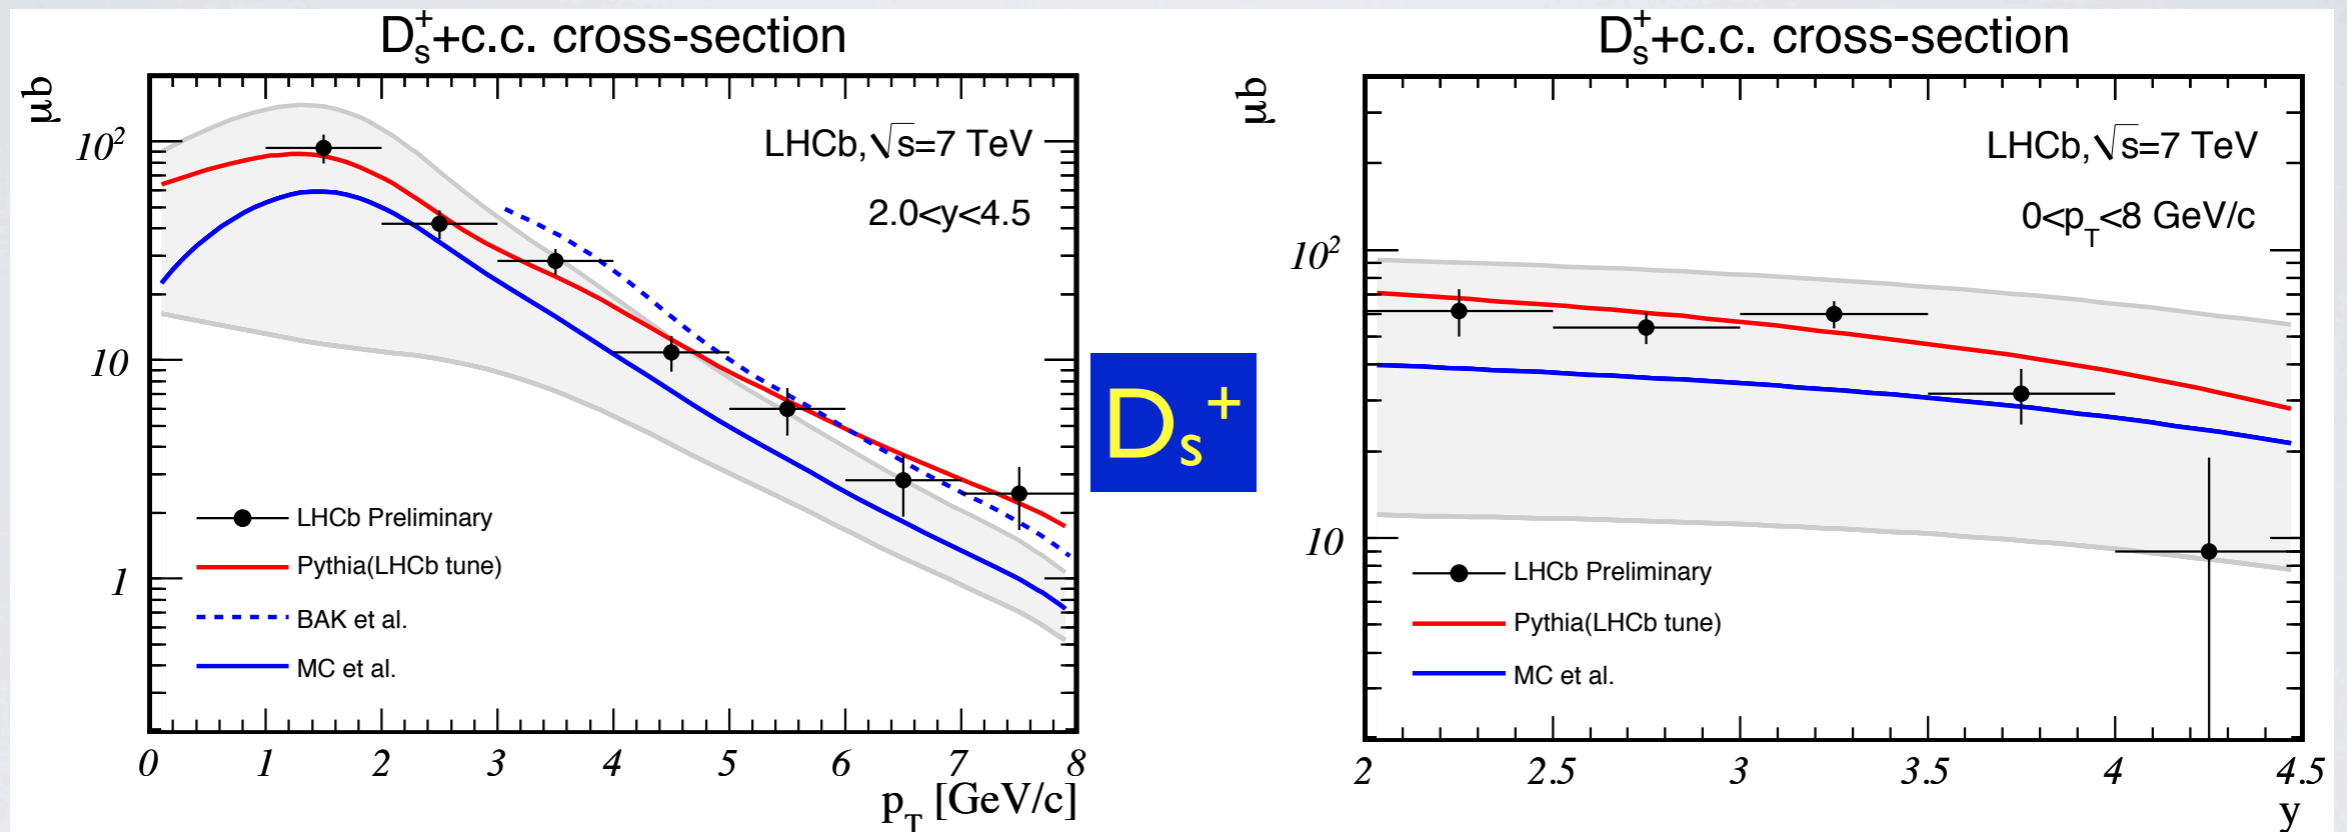 D_s^++c.c. cross-section
μb
10^2
10
1
LHCb, √s=7 TeV
2.0<y<4.5
LHCb Preliminary
Pythia(LHCb tune)
BAK et al.
MC et al.
0 1 2 3 4 5 6 7 8
p_T [GeV/c]
D_s^+
D_s^++c.c. cross-section
μb
10^2
10
LHCb, √s=7 TeV
0<p_T<8 GeV/c
LHCb Preliminary
Pythia(LHCb tune)
MC et al.
2 2.5 3 3.5 4 4.5
y